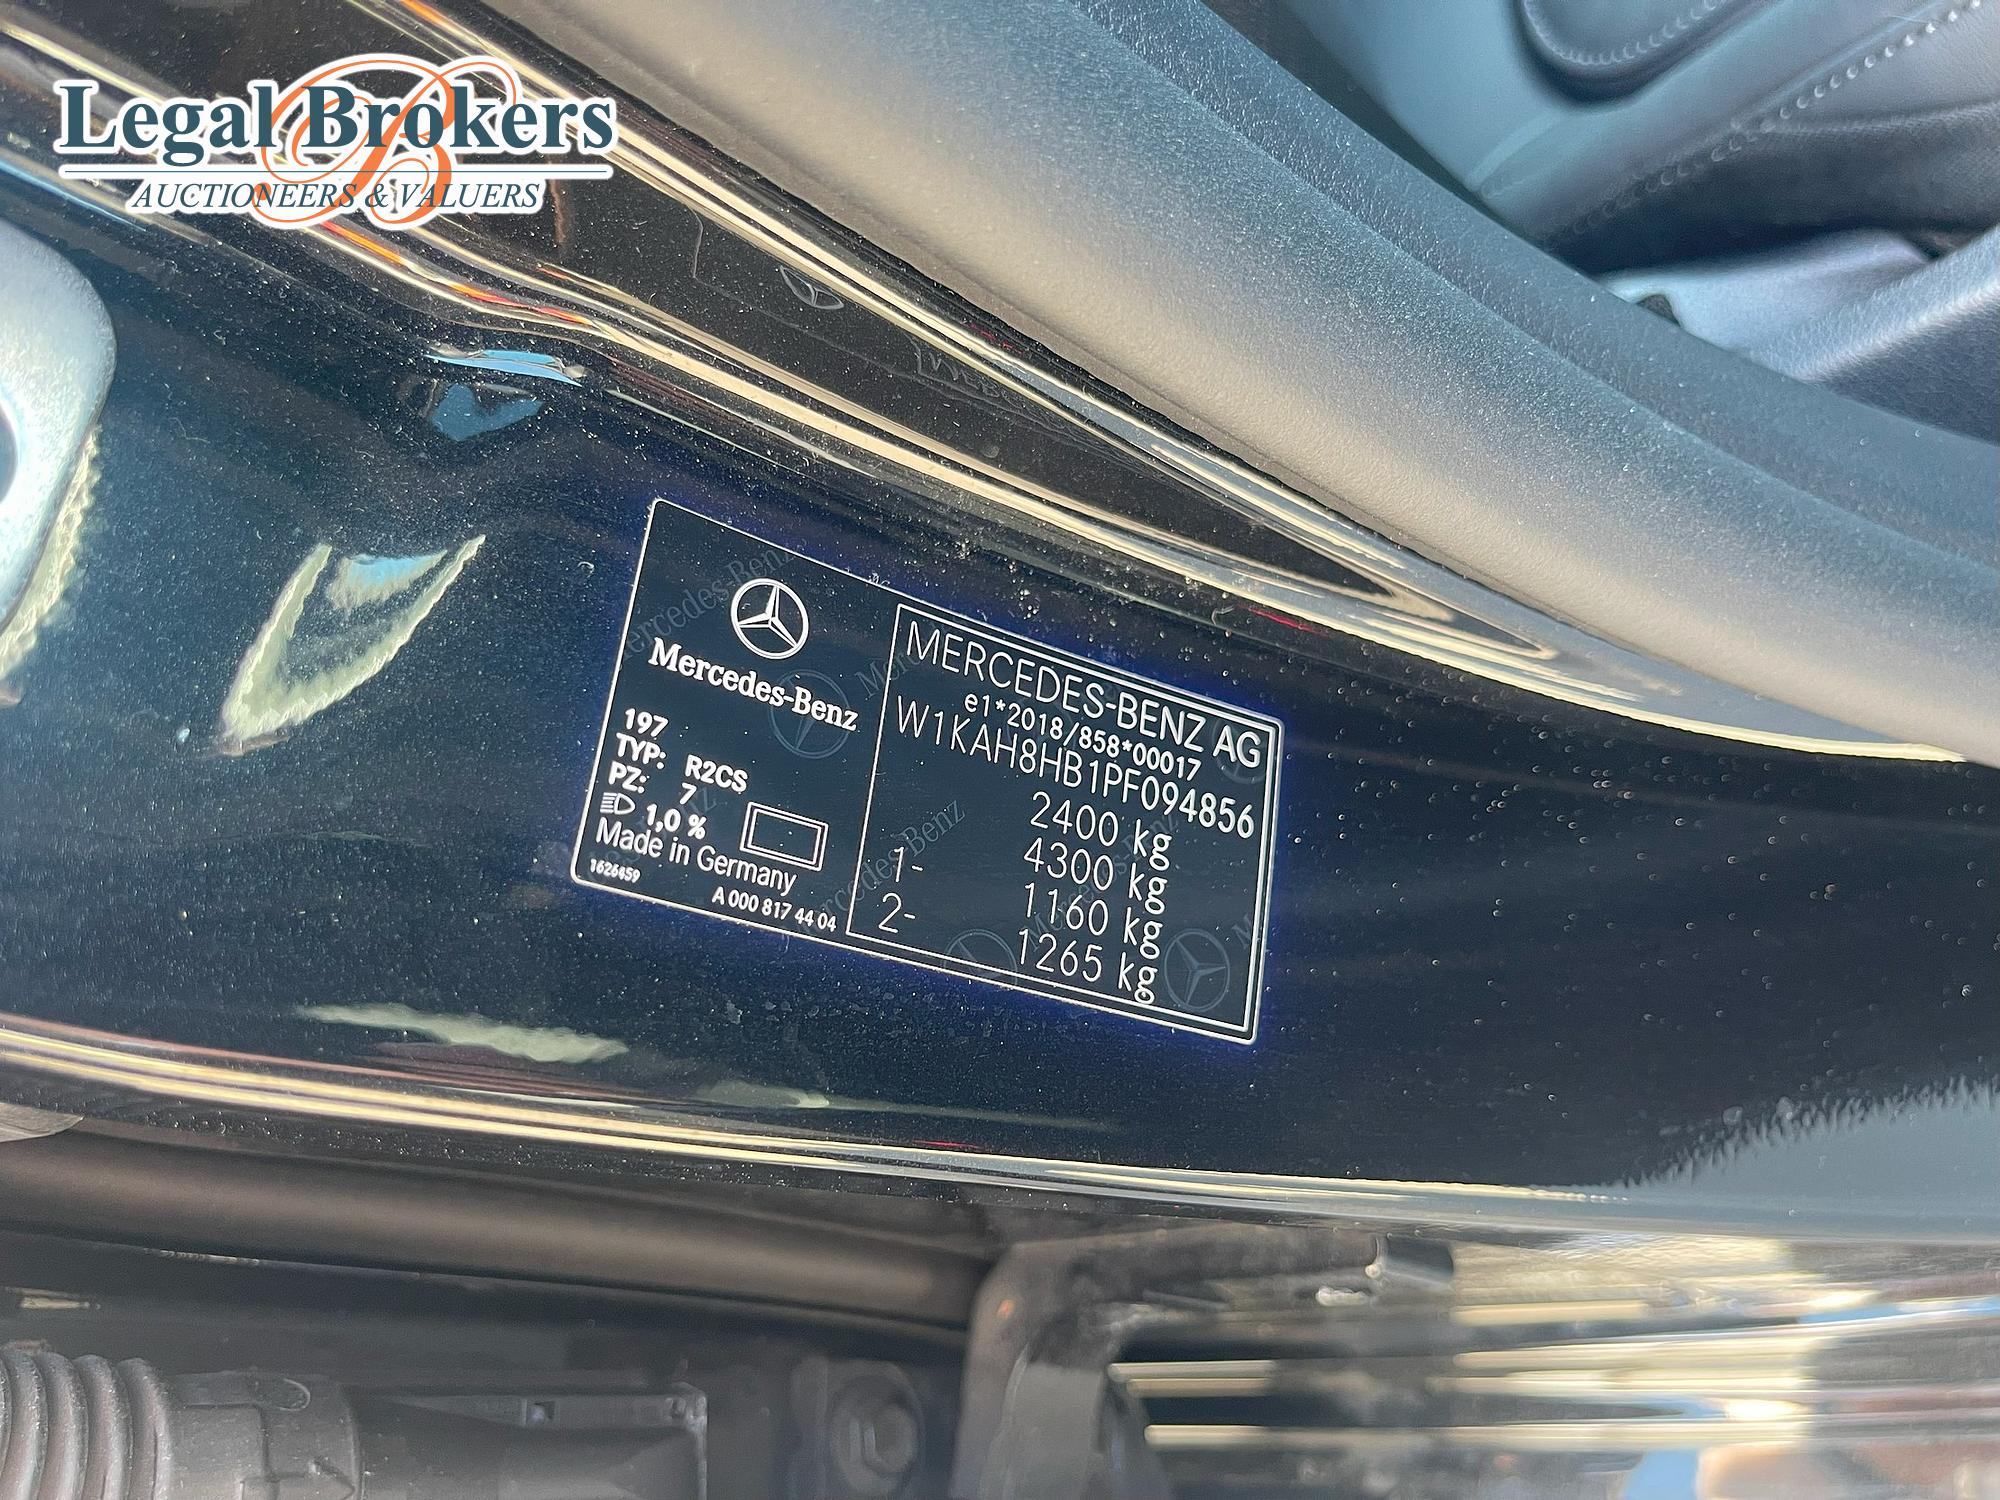 Legal Brokers
AUCTIONEERS & VALUERS
Mercedes-Benz
197
TYP: R2CS
PZ: 7
1,0 %
Made in Germany
1626459
A 000 817 44 04
MERCEDES-BENZ AG
e1*2018/858*00017
W1KAH8HB1PF094856
2400 kg
4300 kg
1- 1160 kg
2- 1265 kg